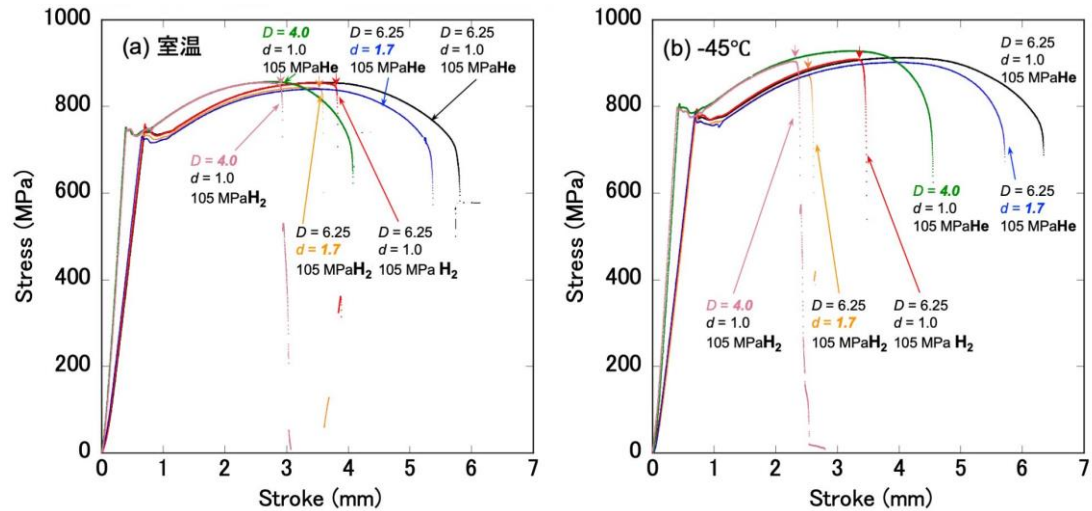 (a) 室温
D = 4.0
d = 1.0
105 MPaHe
D = 6.25
d = 1.7
105 MPaHe
D = 6.25
d = 1.0
105 MPaHe
D = 4.0
d = 1.0
105 MPaH2
D = 6.25
d = 1.7
105 MPaH2
D = 6.25
d = 1.0
105 MPa H2
1000
800
600
400
200
0
Stress (MPa)
0 1 2 3 4 5 6 7
Stroke (mm)
(b) -45℃
D = 6.25
d = 1.0
105 MPaHe
D = 4.0
d = 1.0
105 MPaHe
D = 6.25
d = 1.7
105 MPaHe
D = 4.0
d = 1.0
105 MPaH2
D = 6.25
d = 1.7
105 MPaH2
D = 6.25
d = 1.0
105 MPa H2
1000
800
600
400
200
0
Stress (MPa)
0 1 2 3 4 5 6 7
Stroke (mm)